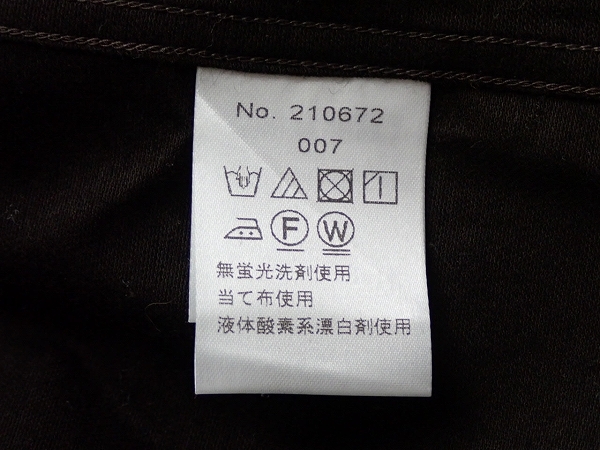 No. 210672
007
F W
無蛍光洗剤使用
当て布使用
液体酸素系漂白剤使用